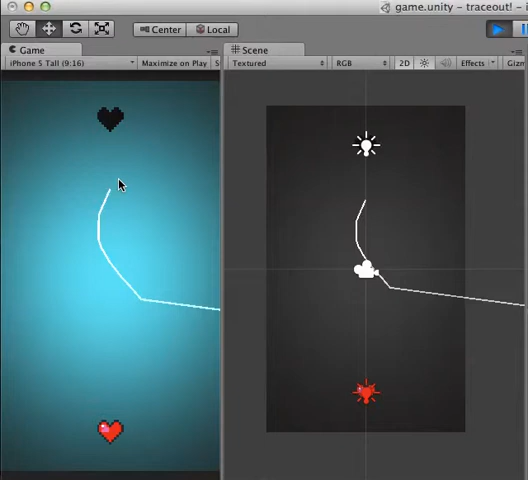 game.unity - traceout! -
Center Local
Game Scene
iPhone 5 Tall (9:16) Maximize on Play S Textured RGB 2D Effects Gizm